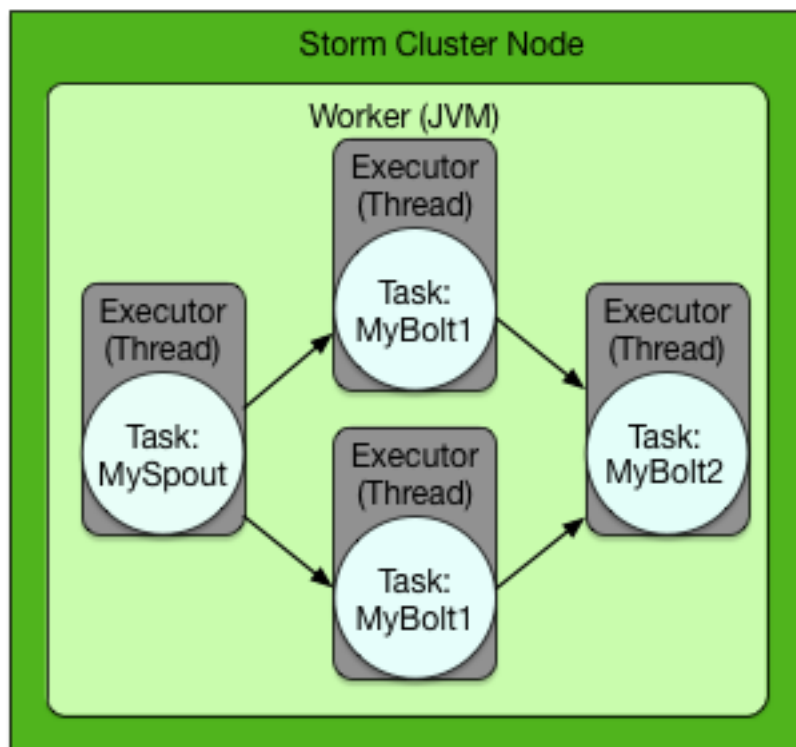 Storm Cluster Node
Worker (JVM)
Executor
(Thread)
Task:
MyBolt1
Executor
(Thread)
Task:
MySpout
Executor
(Thread)
Task:
MyBolt2
Executor
(Thread)
Task:
MyBolt1